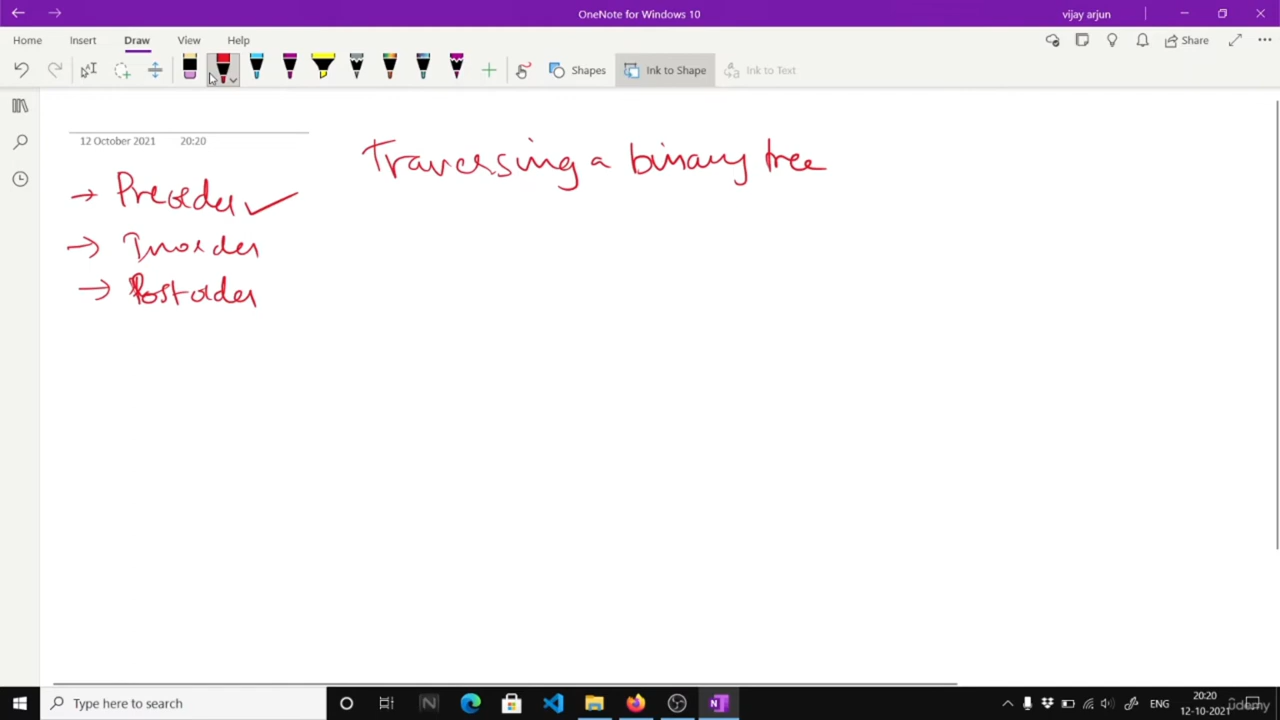 OneNote for Windows 10
vijay arjun
Home Insert Draw View Help
Share
Shapes
Ink to Shape
Ink to Text
12 October 2021 20:20
Traversing a binary tree
→ Preorder ✓
→ Inorder
→ Postorder
Type here to search
ENG
20:20
12-10-2021
udemy